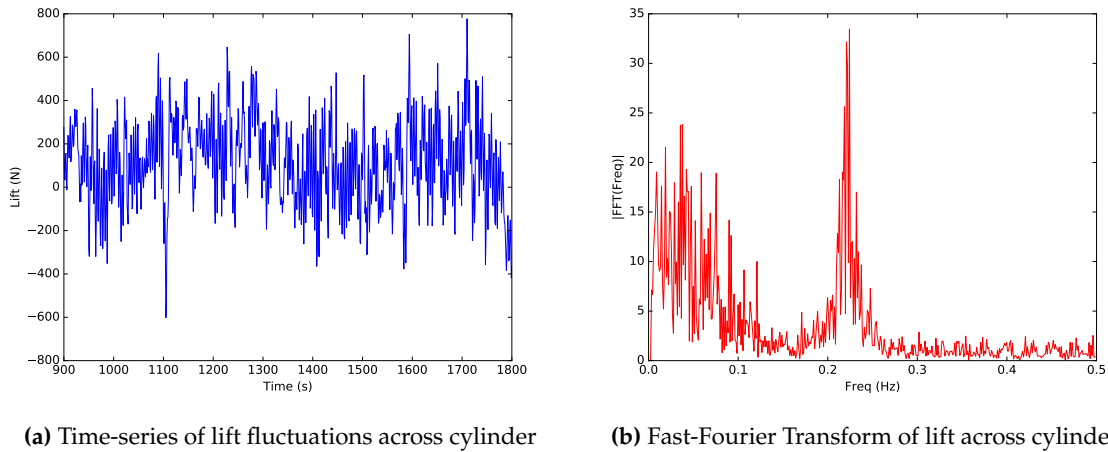 800
600
400
200
0
−200
−400
−600
−800
900 1000 1100 1200 1300 1400 1500 1600 1700 1800
Lift (N)
Time (s)
35
30
25
20
15
10
5
0
0.0 0.1 0.2 0.3 0.4 0.5
|FFT(Freq)|
Freq (Hz)
(a) Time-series of lift fluctuations across cylinder
(b) Fast-Fourier Transform of lift across cylinde